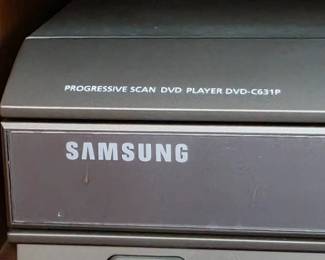 PROGRESSIVE SCAN DVD PLAYER DVD-C631P
SAMSUNG